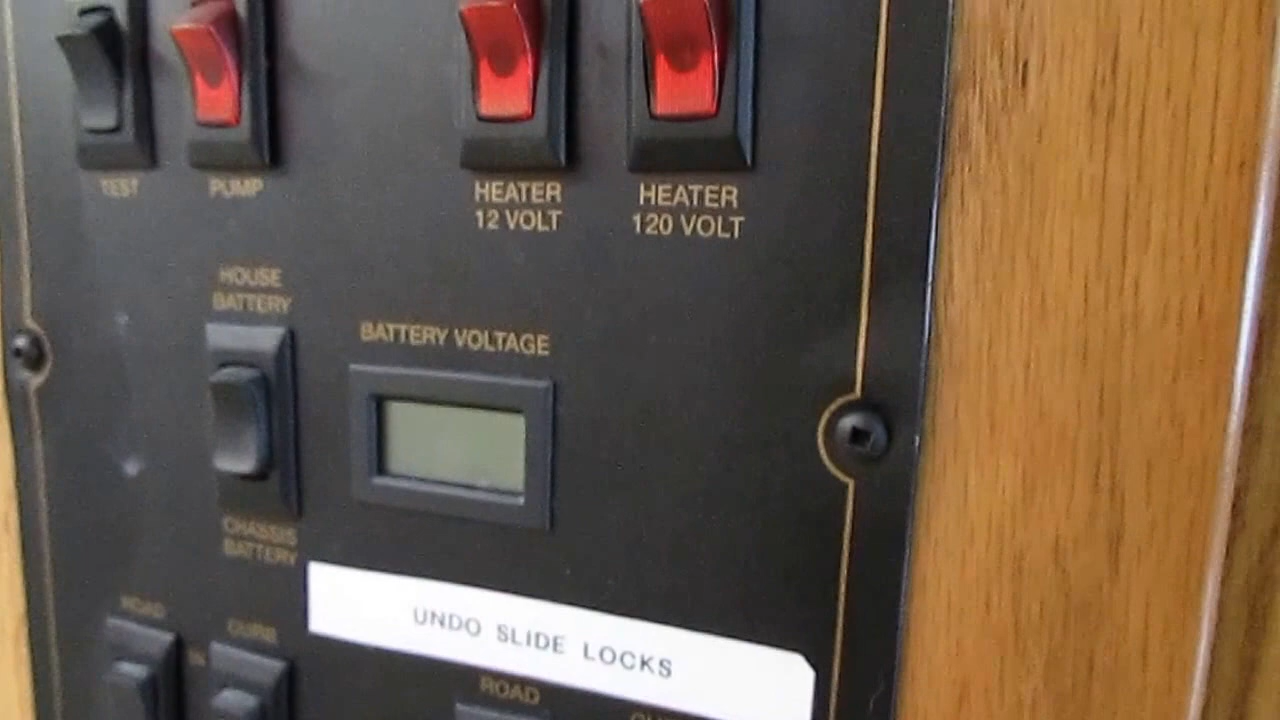 TEST
PUMP
HEATER
12 VOLT
HEATER
120 VOLT
HOUSE
BATTERY
BATTERY VOLTAGE
CHASSIS
BATTERY
UNDO SLIDE LOCKS
ROAD
CURB
ROAD